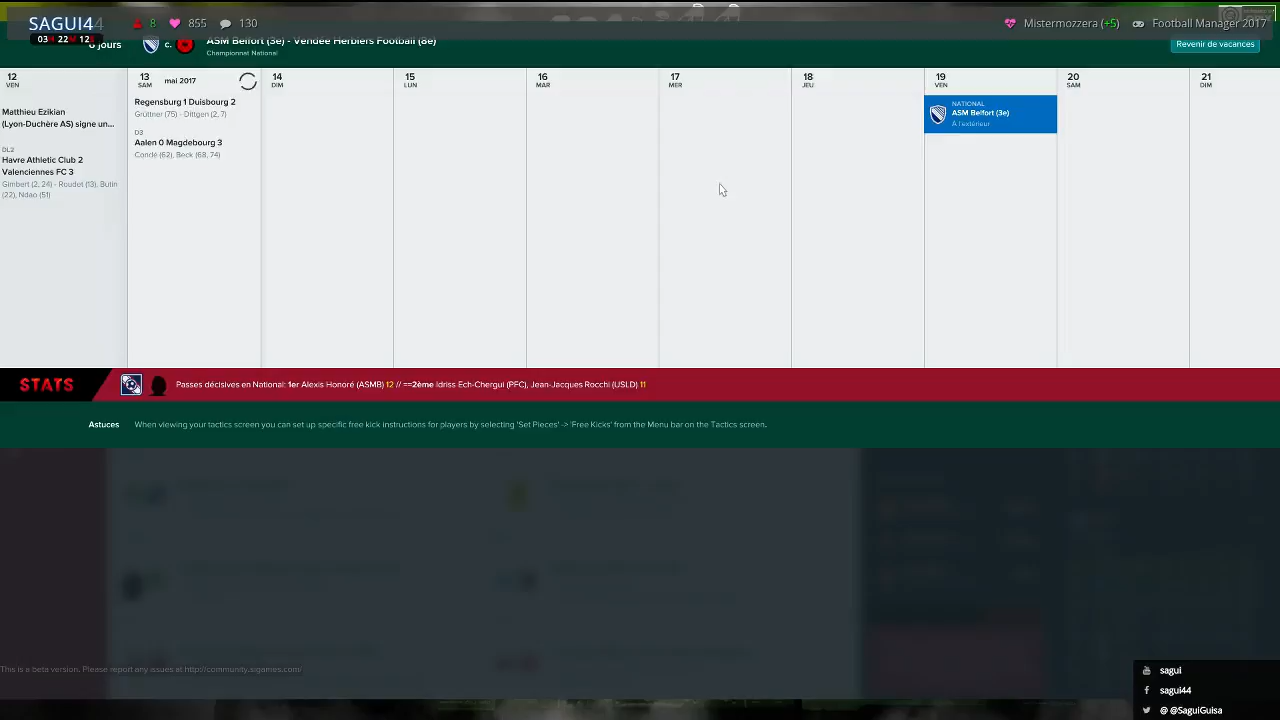 SAGUI44
8
855
130
Mistermozzera (+5)
Football Manager 2017
03H 22M 12S
6 jours
c.
ASM Belfort (3e) - Vendée Herbiers Football (8e)
Championnat National
Revenir de vacances
12
VEN
13
SAM
mai 2017
14
DIM
15
LUN
16
MAR
17
MER
18
JEU
19
VEN
20
SAM
21
DIM
Matthieu Ezikian
(Lyon-Duchère AS) signe un...
DL2
Havre Athletic Club 2
Valenciennes FC 3
Gimbert (2, 24) - Roudet (13), Butin
(22), Ndao (51)
Regensburg 1 Duisbourg 2
Grüttner (75) - Dittgen (2, 7)
D3
Aalen 0 Magdebourg 3
Condé (62), Beck (68, 74)
NATIONAL
ASM Belfort (3e)
A l'extérieur
STATS
Passes décisives en National: 1er Alexis Honoré (ASMB) 12 // ==2ème Idriss Ech-Chergui (PFC), Jean-Jacques Rocchi (USLD) 11
Astuces
When viewing your tactics screen you can set up specific free kick instructions for players by selecting 'Set Pieces' -> 'Free Kicks' from the Menu bar on the Tactics screen.
This is a beta version. Please report any issues at http://community.sigames.com/
sagui
sagui44
@ @SaguiGuisa